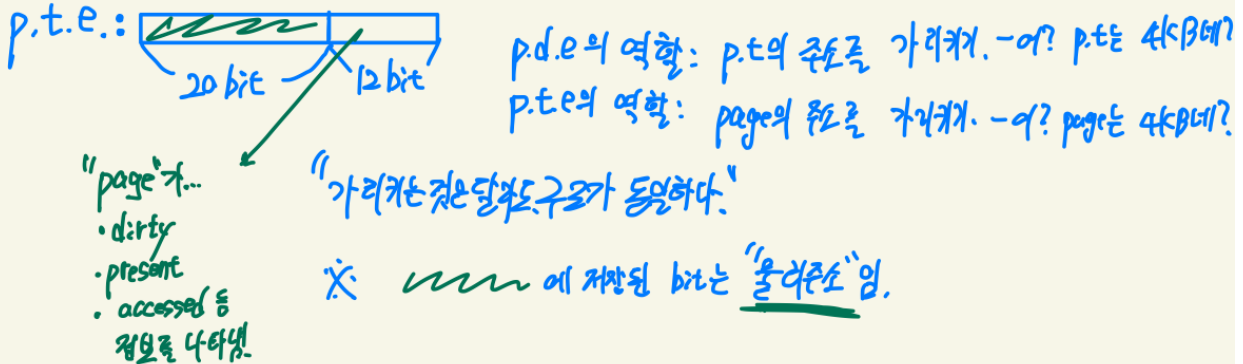 p.t.e.:
20 bit 12 bit
p.d.e의 역할: p.t의 주소를 가리키기. - 어? p.t는 4KB네?
p.t.e의 역할: page의 주소를 가리키기. - 어? page는 4KB네?
"page"가...
· dirty
· present
· accessed 등
정보를 나타냄.
"가리키는 것은 달라도, 구조가 동일하다."
※ 에 저장된 bit는 "물리주소"임.